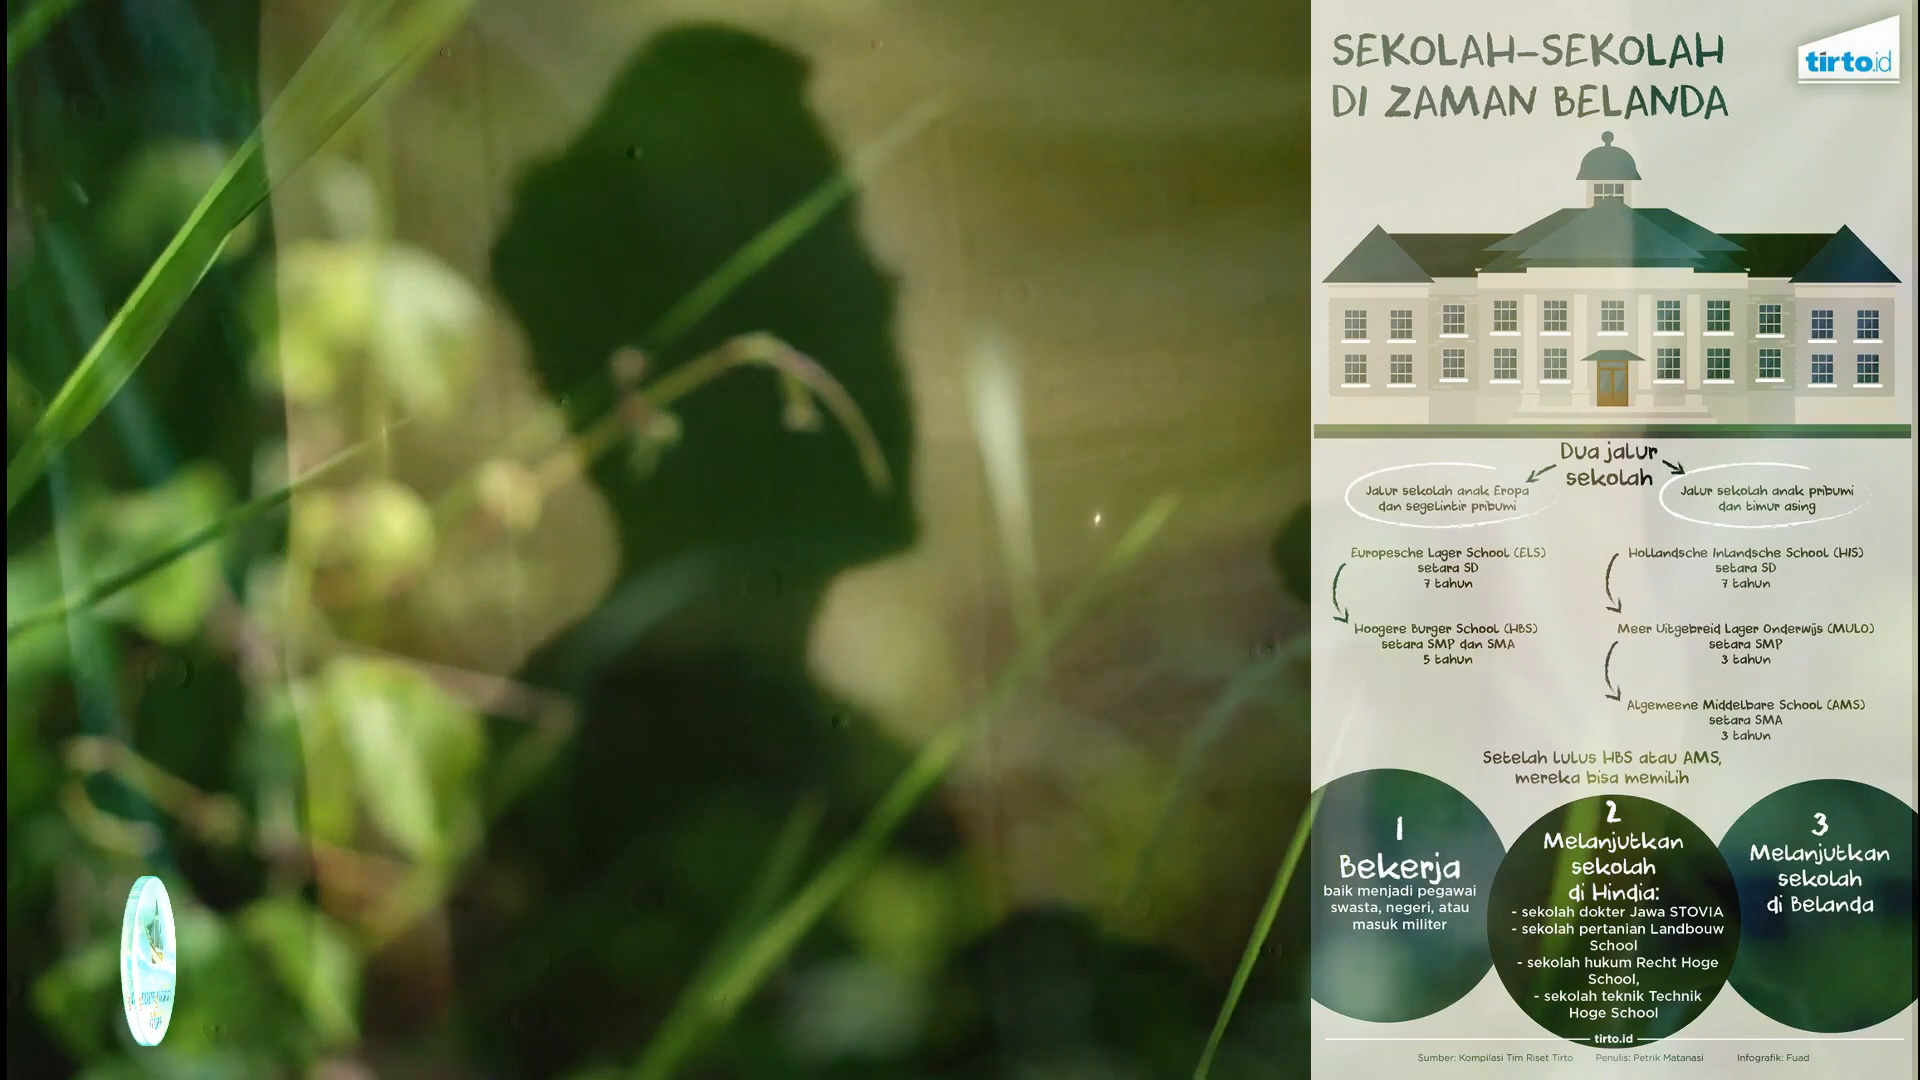 SEKOLAH-SEKOLAH
DI ZAMAN BELANDA
tirto.id
Dua jalur
sekolah
Jalur sekolah anak Eropa
dan segelintir pribumi
Jalur sekolah anak pribumi
dan timur asing
Europesche Lager School (ELS)
setara SD
7 tahun
Hoogere Burger School (HBS)
setara SMP dan SMA
5 tahun
Hollandsche Inlandsche School (HIS)
setara SD
7 tahun
Meer Uitgebreid Lager Onderwijs (MULO)
setara SMP
3 tahun
Algemeene Middelbare School (AMS)
setara SMA
3 tahun
Setelah lulus HBS atau AMS,
mereka bisa memilih
1
Bekerja
baik menjadi pegawai
swasta, negeri, atau
masuk militer
2
Melanjutkan
sekolah
di Hindia:
- sekolah dokter Jawa STOVIA
- sekolah pertanian Landbouw
School
- sekolah hukum Recht Hoge
School,
- sekolah teknik Technik
Hoge School
3
Melanjutkan
sekolah
di Belanda
tirto.id
Sumber: Kompilasi Tim Riset Tirto Penulis: Petrik Matanasi Infografik: Fuad